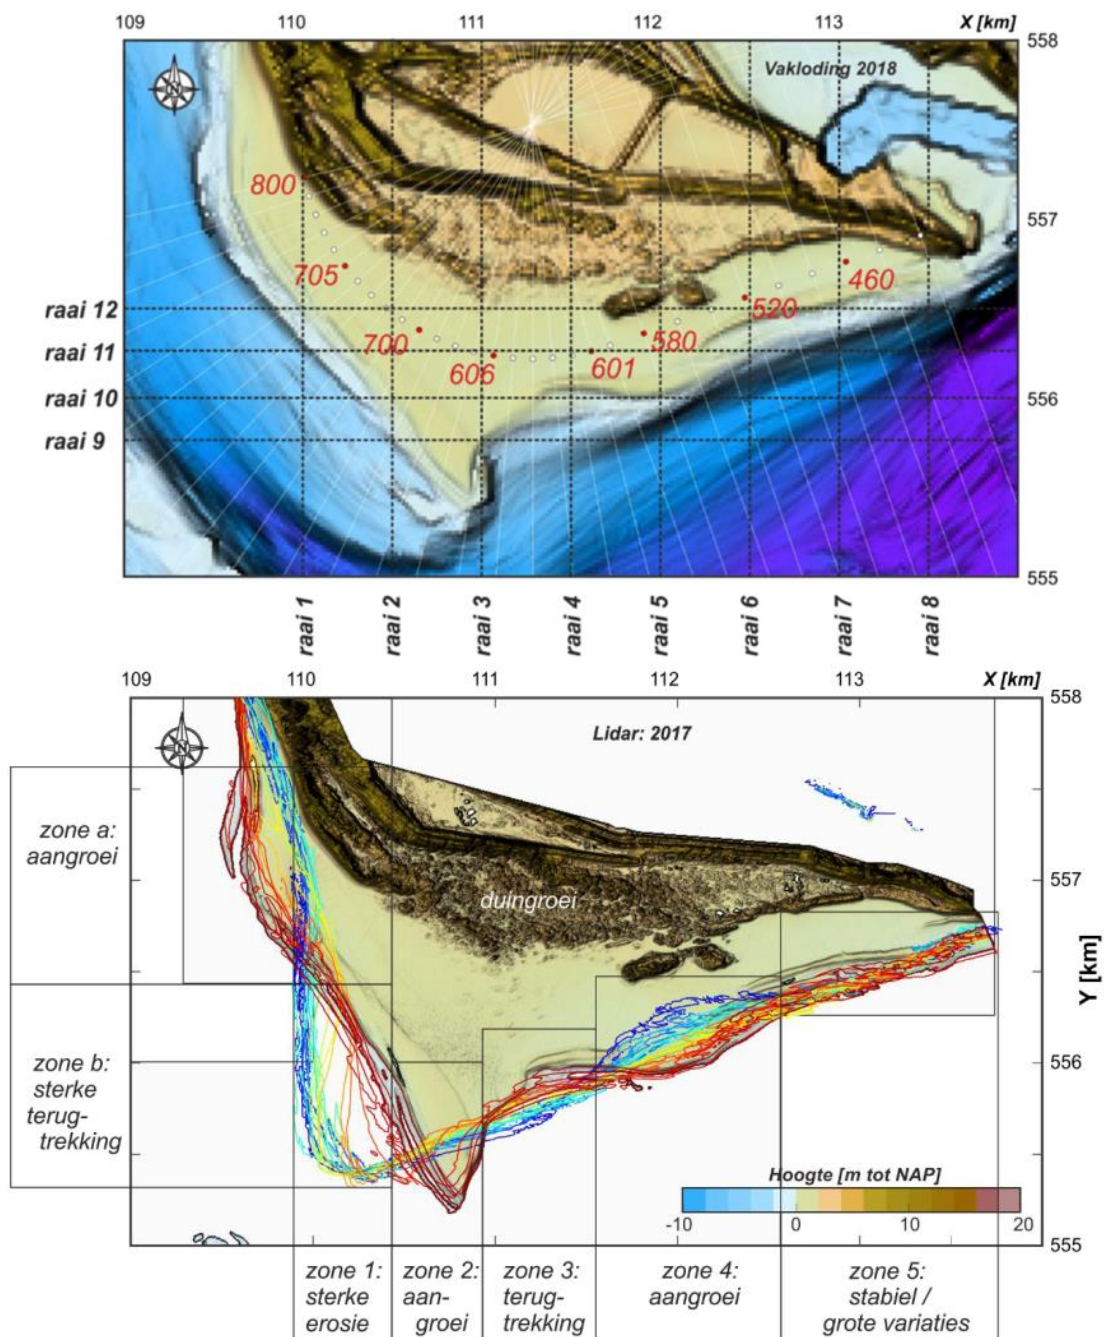 109 110 111 112 113 X [km]
558
Vakloding 2018
N
800
557
705
460
520
raai 12
700
580
raai 11
606
601
raai 10
556
raai 9
555
raai 1
raai 2
raai 3
raai 4
raai 5
raai 6
raai 7
raai 8
109 110 111 112 113 X [km]
558
Lidar: 2017
N
zone a:
aangroei
duingroei
557
Y [km]
zone b:
sterke
terug-
trekking
556
Hoogte [m tot NAP]
-10 0 10 20
555
zone 1:
sterke
erosie
zone 2:
aan-
groei
zone 3:
terug-
trekking
zone 4:
aangroei
zone 5:
stabiel /
grote variaties